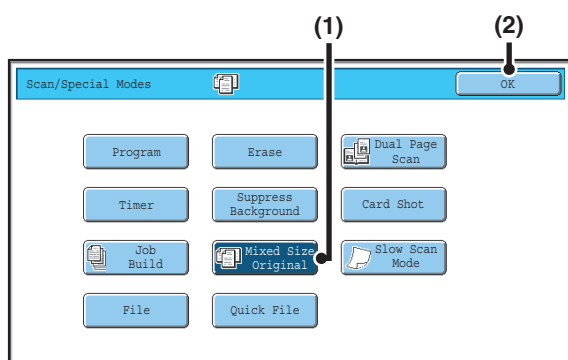 (1)
(2)
Scan/Special Modes
OK
Program
Erase
Dual Page
Scan
Timer
Suppress
Background
Card Shot
Job
Build
Mixed Size
Original
Slow Scan
Mode
File
Quick File